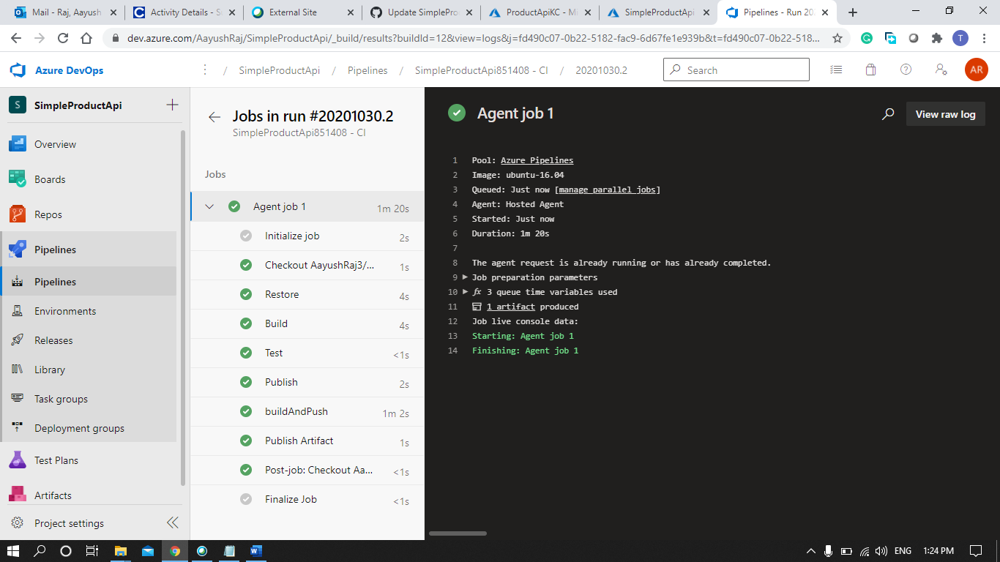 Mail - Raj, Aayush
Activity Details - S
External Site
Update SimplePro
ProductApiKC - Mi
SimpleProductApi
Pipelines - Run 202
dev.azure.com/AayushRaj/SimpleProductApi/_build/results?buildId=12&view=logs&j=fd490c07-0b22-5182-fac9-6d67fe1e939b&t=fd490c07-0b22-518...
T
Azure DevOps
/ SimpleProductApi / Pipelines / SimpleProductApi851408 - CI / 20201030.2
Search
AR
S
SimpleProductApi
Overview
Boards
Repos
Pipelines
Pipelines
Environments
Releases
Library
Task groups
Deployment groups
Test Plans
Artifacts
Project settings
Jobs in run #20201030.2
SimpleProductApi851408 - CI
Jobs
Agent job 1 1m 20s
Initialize job 2s
Checkout AayushRaj3/... 1s
Restore 4s
Build 4s
Test <1s
Publish 2s
buildAndPush 1m 2s
Publish Artifact 1s
Post-job: Checkout Aa... <1s
Finalize Job <1s
Agent job 1
View raw log
1 Pool: Azure Pipelines
2 Image: ubuntu-16.04
3 Queued: Just now [manage parallel jobs]
4 Agent: Hosted Agent
5 Started: Just now
6 Duration: 1m 20s
7
8 The agent request is already running or has already completed.
9 Job preparation parameters
10 fx 3 queue time variables used
11 1 artifact produced
12 Job live console data:
13 Starting: Agent job 1
14 Finishing: Agent job 1
ENG
1:24 PM